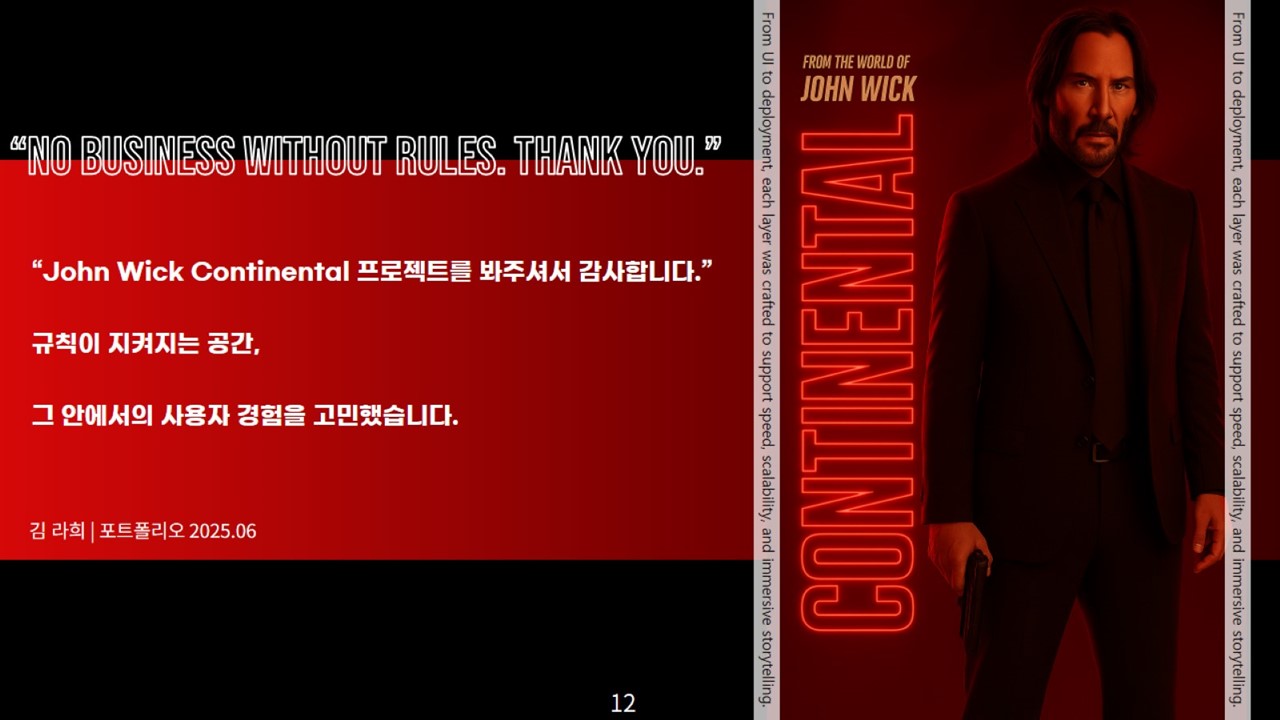 “NO BUSINESS WITHOUT RULES. THANK YOU.”
“John Wick Continental 프로젝트를 봐주셔서 감사합니다.”
규칙이 지켜지는 공간,
그 안에서의 사용자 경험을 고민했습니다.
김 라희 | 포트폴리오 2025.06
12
From UI to deployment, each layer was crafted to support speed, scalability, and immersive storytelling.
FROM THE WORLD OF
JOHN WICK
CONTINENTAL
From UI to deployment, each layer was crafted to support speed, scalability, and immersive storytelling.